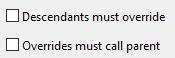 Descendants must override
Overrides must call parent